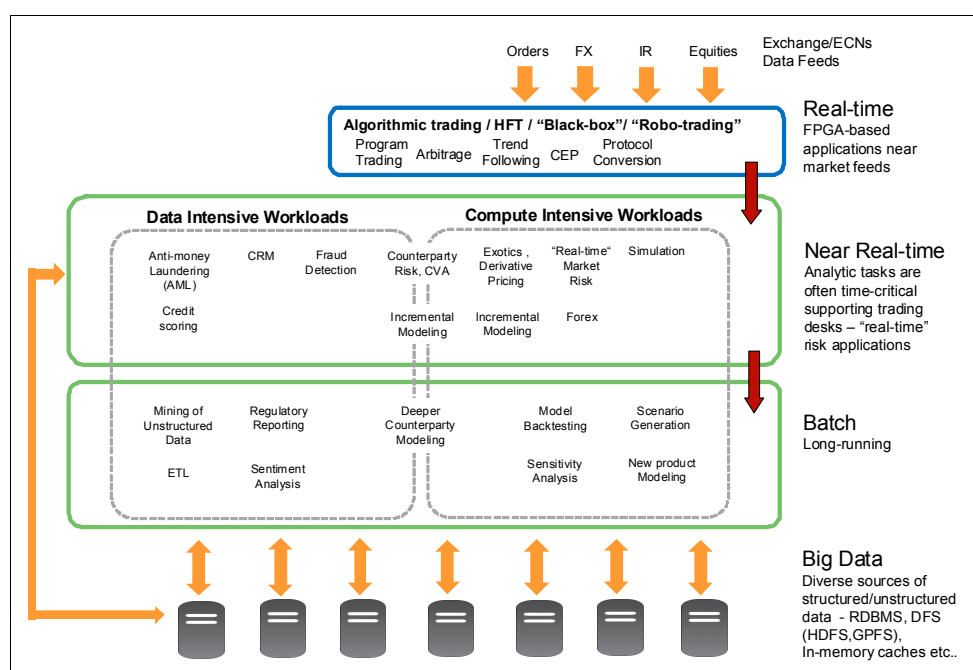 Orders FX IR Equities
Exchange/ECNs
Data Feeds
Real-time
FPGA-based
applications near
market feeds
Algorithmic trading / HFT / “Black-box”/ “Robo-trading”
Program
Trading
Arbitrage
Trend
Following
CEP
Protocol
Conversion
Data Intensive Workloads
Compute Intensive Workloads
Anti-money
Laundering
(AML)
CRM
Fraud
Detection
Counterparty
Risk, CVA
Exotics ,
Derivative
Pricing
“Real-time“
Market
Risk
Simulation
Credit
scoring
Incremental
Modeling
Incremental
Modeling
Forex
Near Real-time
Analytic tasks are
often time-critical
supporting trading
desks – “real-time”
risk applications
Mining of
Unstructured
Data
Regulatory
Reporting
Deeper
Counterparty
Modeling
Model
Backtesting
Scenario
Generation
ETL
Sentiment
Analysis
Sensitivity
Analysis
New product
Modeling
Batch
Long-running
Big Data
Diverse sources of
structured/unstructured
data - RDBMS, DFS
(HDFS,GPFS),
In-memory caches etc..